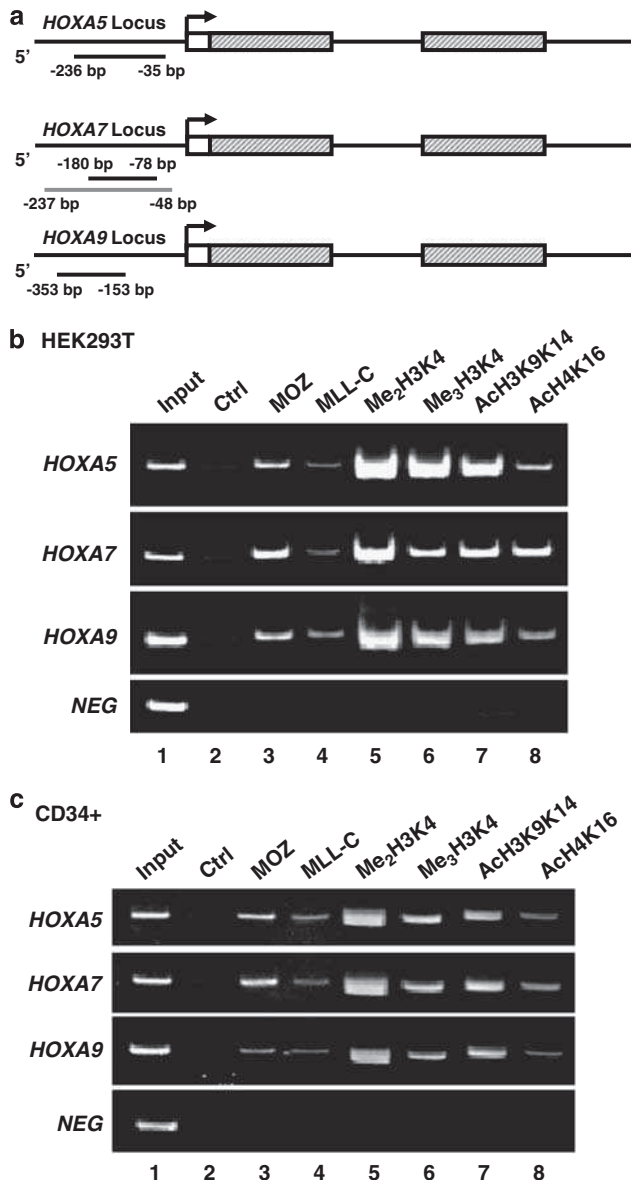 a
HOXA5 Locus
5’
-236 bp -35 bp
HOXA7 Locus
5’
-180 bp -78 bp
-237 bp -48 bp
HOXA9 Locus
5’
-353 bp -153 bp
b HEK293T
Input Ctrl MOZ MLL-C Me₂H3K4 Me₃H3K4 AcH3K9K14 AcH4K16
HOXA5
HOXA7
HOXA9
NEG
1 2 3 4 5 6 7 8
c CD34+
Input Ctrl MOZ MLL-C Me₂H3K4 Me₃H3K4 AcH3K9K14 AcH4K16
HOXA5
HOXA7
HOXA9
NEG
1 2 3 4 5 6 7 8